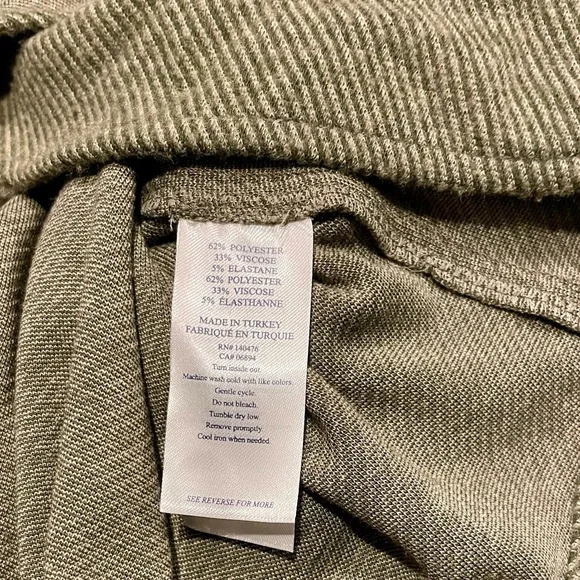 62% POLYESTER
33% VISCOSE
5% ELASTANE
62% POLYESTER
33% VISCOSE
5% ÉLASTHANNE
MADE IN TURKEY
FABRIQUÉ EN TURQUIE
RN# 140476
CA# 06894
Turn inside out.
Machine wash cold with like colors.
Gentle cycle.
Do not bleach.
Tumble dry low.
Remove promptly.
Cool iron when needed.
SEE REVERSE FOR MORE